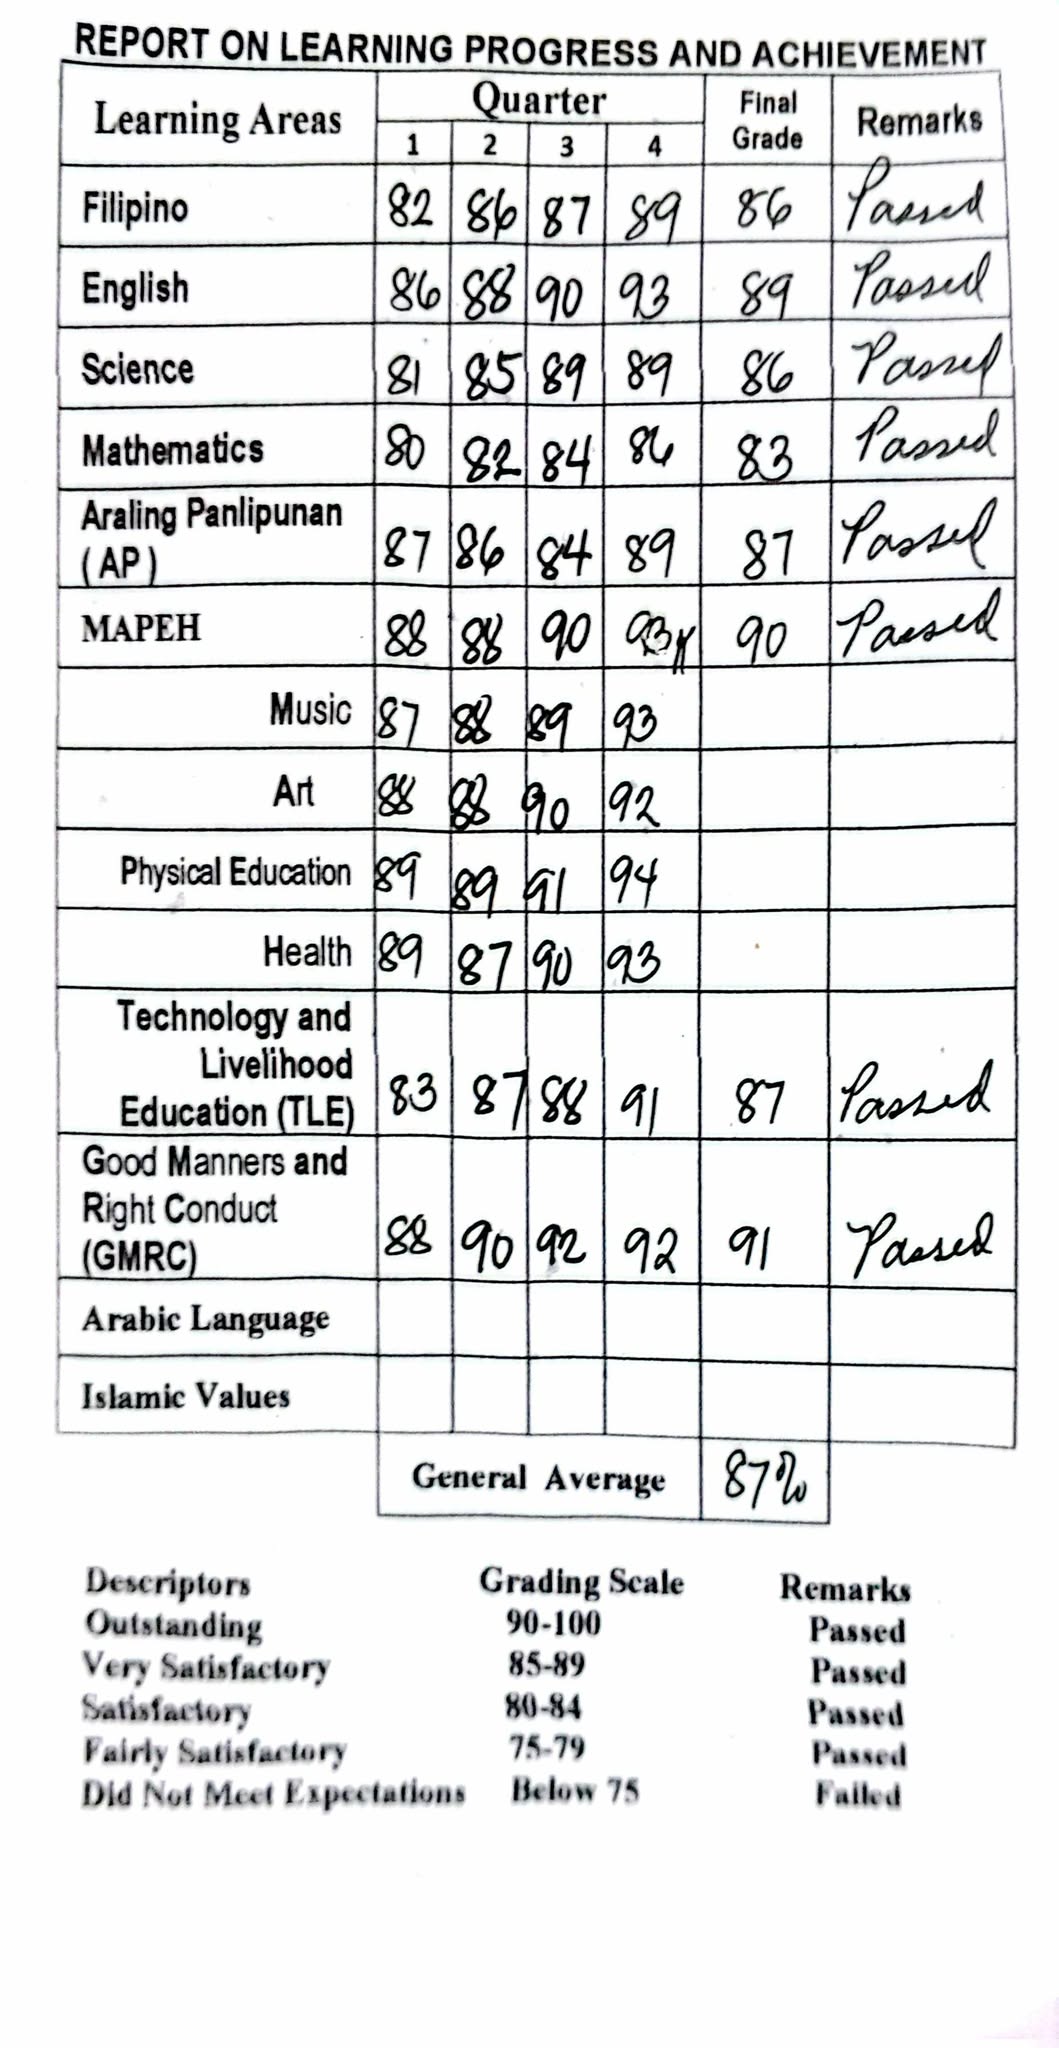 REPORT ON LEARNING PROGRESS AND ACHIEVEMENT
Learning Areas Quarter Final Grade Remarks
1 2 3 4
Filipino 82 86 87 89 86 Passed
English 86 88 90 93 89 Passed
Science 81 85 89 89 86 Passed
Mathematics 80 82 84 86 83 Passed
Araling Panlipunan
(AP) 87 86 84 89 87 Passed
MAPEH 88 88 90 93 90 Passed
Music 87 88 89 93
Art 88 88 90 92
Physical Education 89 89 91 94
Health 89 87 90 93
Technology and
Livelihood
Education (TLE) 83 87 88 91 87 Passed
Good Manners and
Right Conduct
(GMRC) 88 90 92 92 91 Passed
Arabic Language
Islamic Values
General Average 87%
Descriptors Grading Scale Remarks
Outstanding 90-100 Passed
Very Satisfactory 85-89 Passed
Satisfactory 80-84 Passed
Fairly Satisfactory 75-79 Passed
Did Not Meet Expectations Below 75 Failed